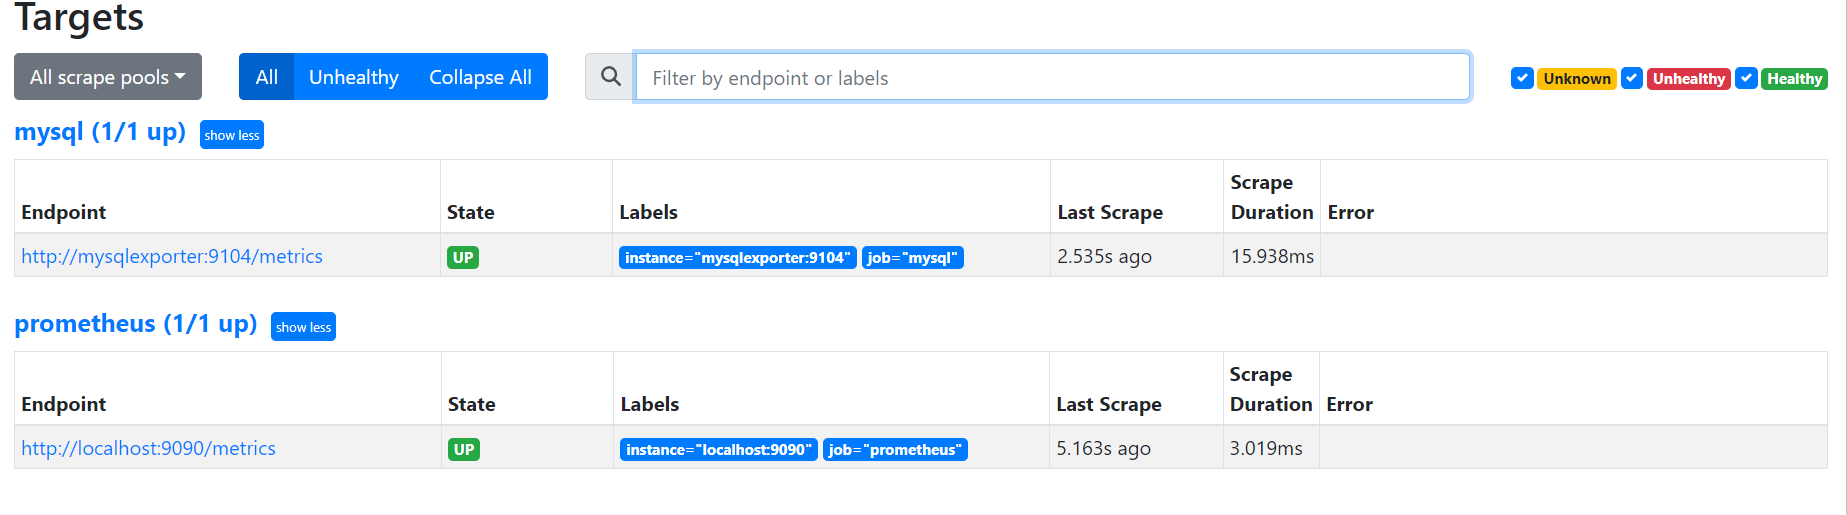 Targets
All scrape pools All Unhealthy Collapse All Filter by endpoint or labels Unknown Unhealthy Healthy
mysql (1/1 up) show less
Endpoint State Labels Last Scrape Scrape Duration Error
http://mysqlexporter:9104/metrics UP instance="mysqlexporter:9104" job="mysql" 2.535s ago 15.938ms
prometheus (1/1 up) show less
Endpoint State Labels Last Scrape Scrape Duration Error
http://localhost:9090/metrics UP instance="localhost:9090" job="prometheus" 5.163s ago 3.019ms